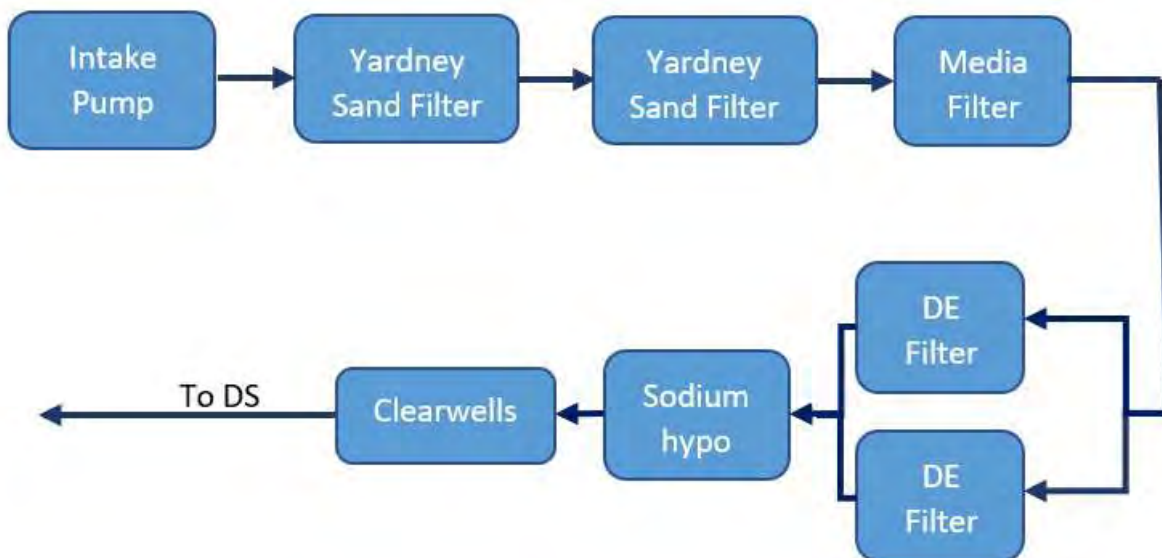 Intake
Pump
Yardney
Sand Filter
Yardney
Sand Filter
Media
Filter
DE
Filter
DE
Filter
Sodium
hypo
Clearwells
To DS